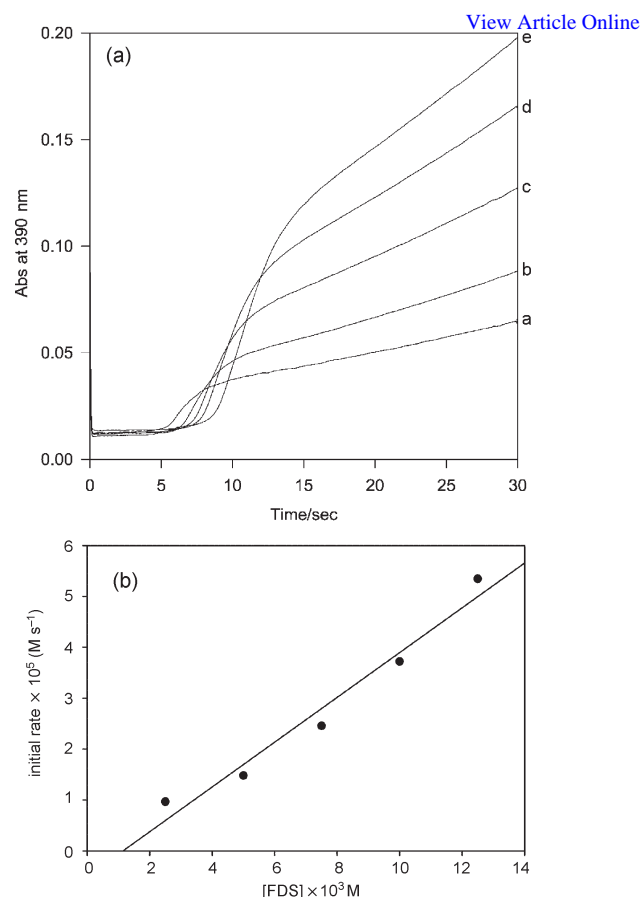 View Article Online
(a)
0.20
0.15
0.10
0.05
0.00
Abs at 390 nm
e
d
c
b
a
0 5 10 15 20 25 30
Time/sec
(b)
6
5
4
3
2
1
0
initial rate × 10⁵ (M s⁻¹)
0 2 4 6 8 10 12 14
[FDS] × 10³ M